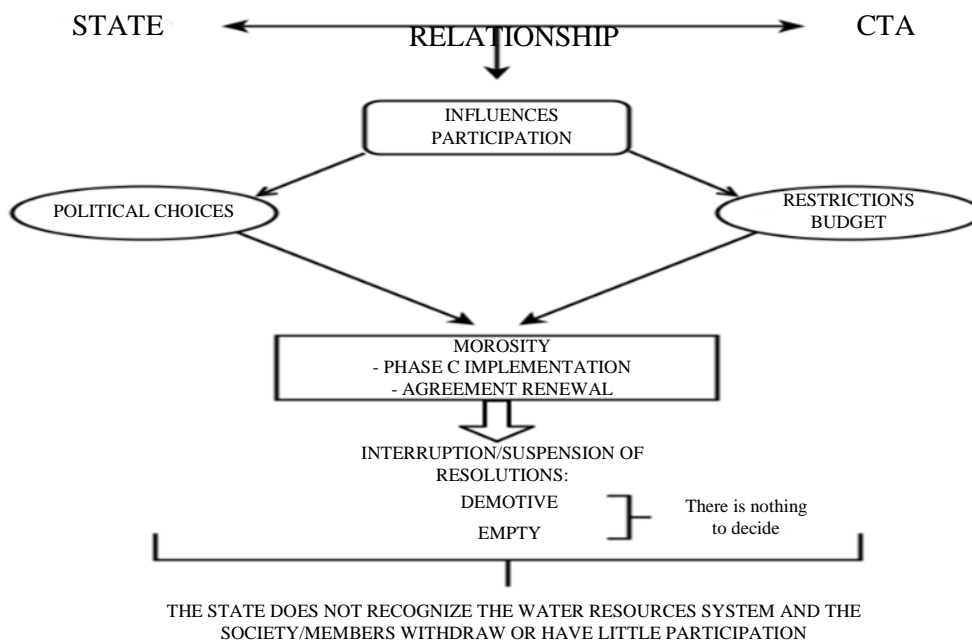 STATE
RELATIONSHIP
CTA
INFLUENCES
PARTICIPATION
POLITICAL CHOICES
RESTRICTIONS
BUDGET
MOROSITY
- PHASE C IMPLEMENTATION
- AGREEMENT RENEWAL
INTERRUPTION/SUSPENSION OF
RESOLUTIONS:
DEMOTIVE
EMPTY
There is nothing
to decide
THE STATE DOES NOT RECOGNIZE THE WATER RESOURCES SYSTEM AND THE
SOCIETY/MEMBERS WITHDRAW OR HAVE LITTLE PARTICIPATION